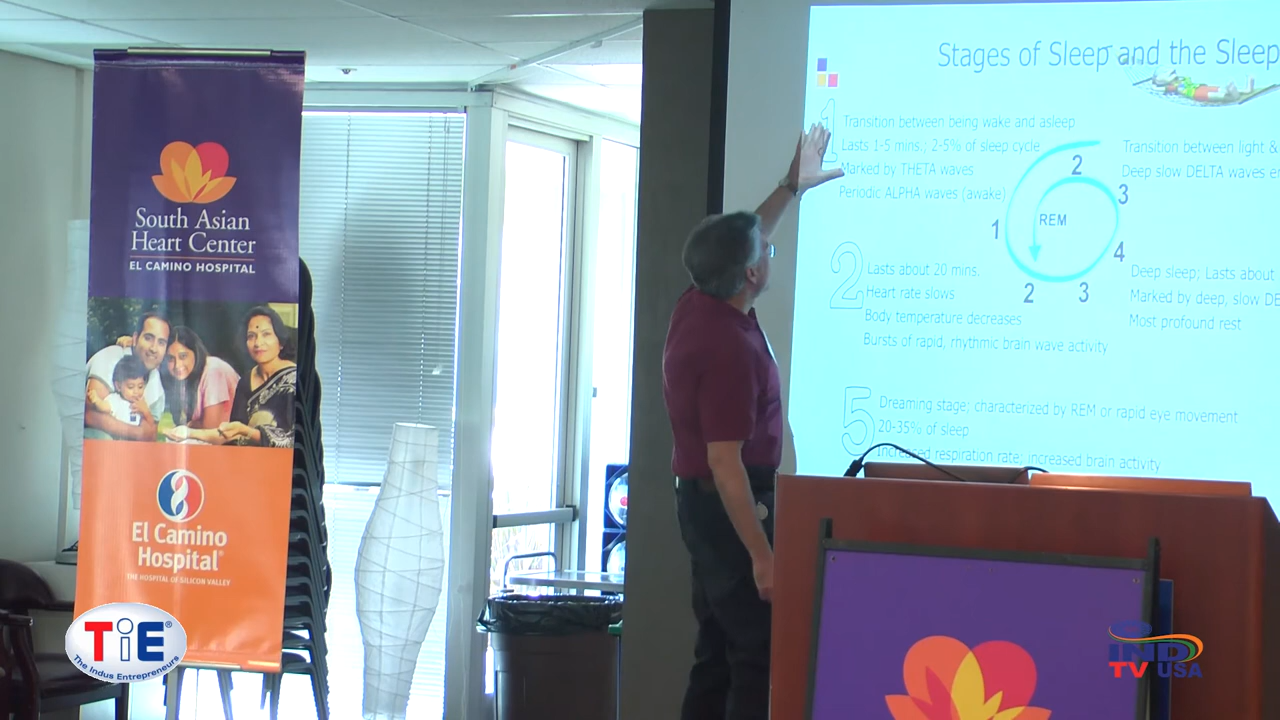 South Asian
Heart Center
EL CAMINO HOSPITAL
El Camino
Hospital®
THE HOSPITAL OF SILICON VALLEY
TiE®
The Indus Entrepreneurs
Stages of Sleep and the Sleep
1
Transition between being wake and asleep
Lasts 1-5 mins.; 2-5% of sleep cycle
Marked by THETA waves
Periodic ALPHA waves (awake)
2
Lasts about 20 mins.
Heart rate slows
Body temperature decreases
Bursts of rapid, rhythmic brain wave activity
5
Dreaming stage; characterized by REM or rapid eye movement
20-35% of sleep
Increased respiration rate; increased brain activity
1
2
3
4
3
2
REM
Transition between light &
Deep slow DELTA waves
Deep sleep; Lasts about
Marked by deep, slow
Most profound rest
IND
TV USA